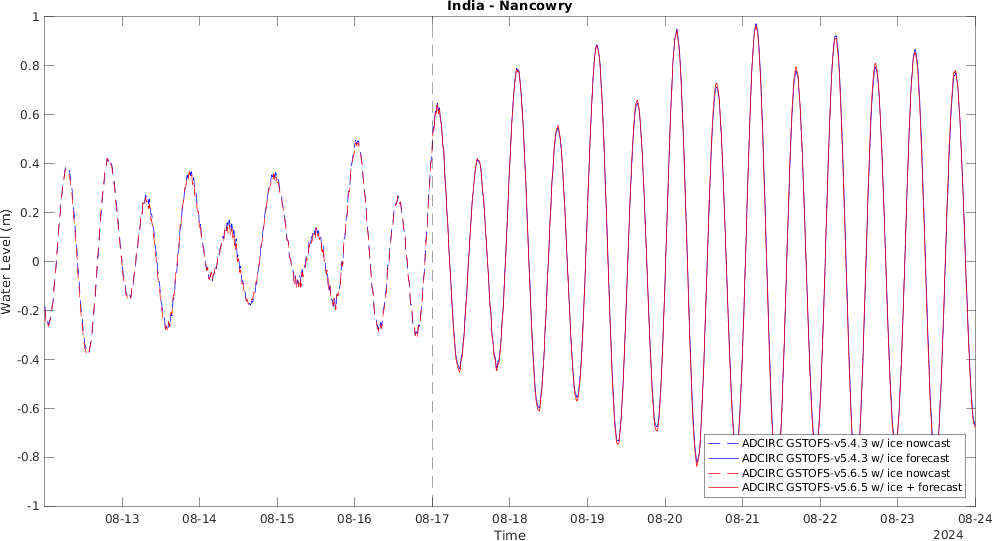 India - Nancowry
1
0.8
0.6
0.4
0.2
0
-0.2
-0.4
-0.6
-0.8
-1
Water Level (m)
ADCIRC GSTOFS-v5.4.3 w/ ice nowcast
ADCIRC GSTOFS-v5.4.3 w/ ice forecast
ADCIRC GSTOFS-v5.6.5 w/ ice nowcast
ADCIRC GSTOFS-v5.6.5 w/ ice + forecast
08-13 08-14 08-15 08-16 08-17 08-18 08-19 08-20 08-21 08-22 08-23 08-24
Time
2024